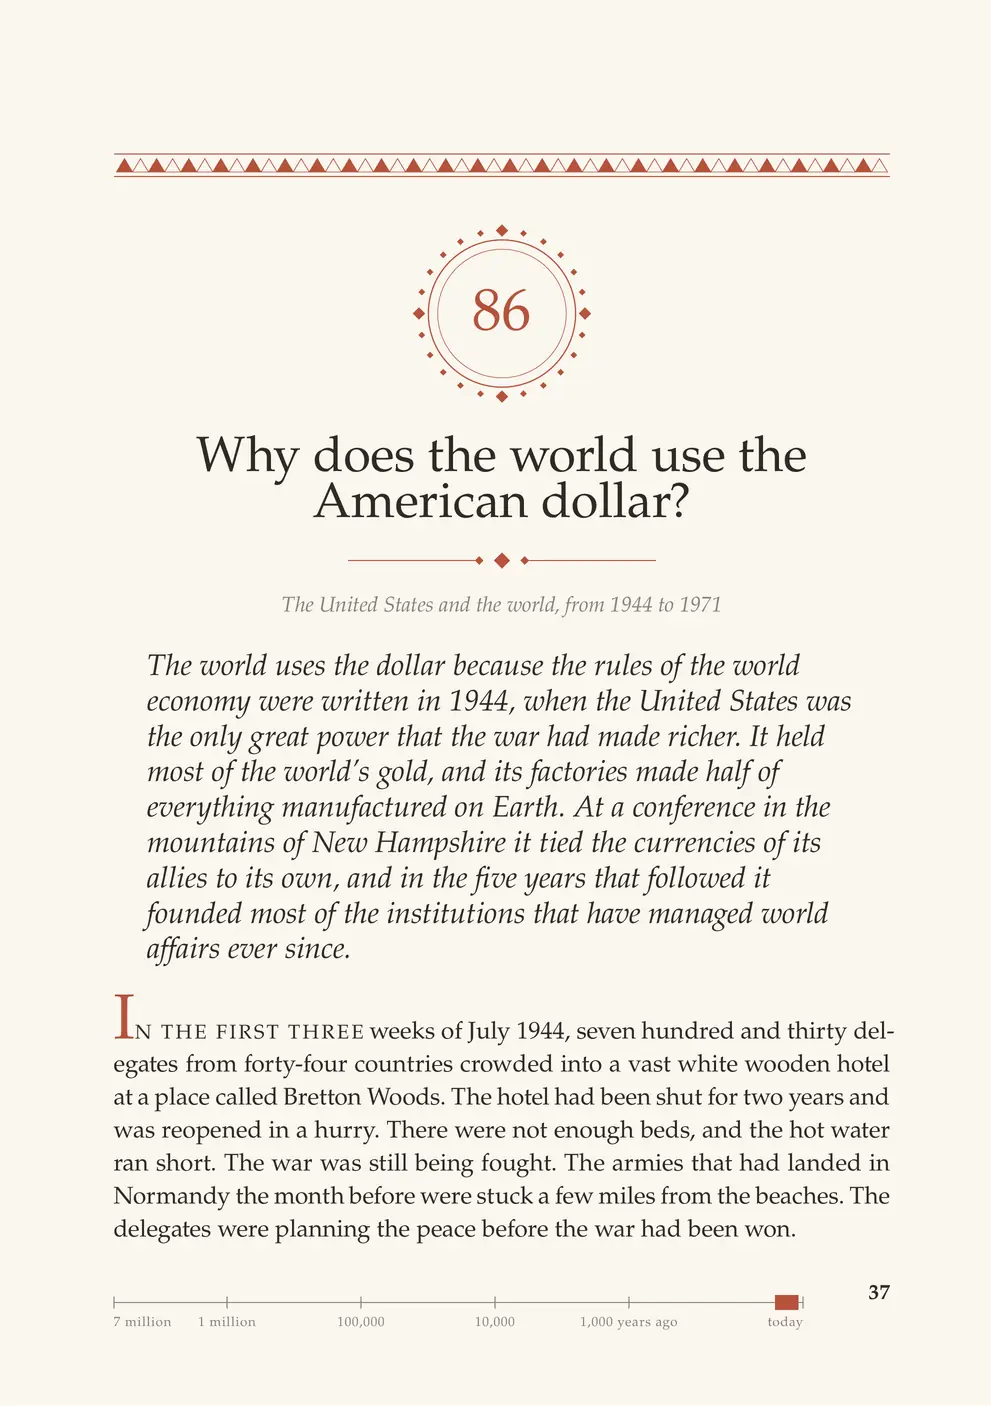 86
Why does the world use the
American dollar?
The United States and the world, from 1944 to 1971
The world uses the dollar because the rules of the world
economy were written in 1944, when the United States was
the only great power that the war had made richer. It held
most of the world’s gold, and its factories made half of
everything manufactured on Earth. At a conference in the
mountains of New Hampshire it tied the currencies of its
allies to its own, and in the five years that followed it
founded most of the institutions that have managed world
affairs ever since.
IN THE FIRST THREE weeks of July 1944, seven hundred and thirty del-
egates from forty-four countries crowded into a vast white wooden hotel
at a place called Bretton Woods. The hotel had been shut for two years and
was reopened in a hurry. There were not enough beds, and the hot water
ran short. The war was still being fought. The armies that had landed in
Normandy the month before were stuck a few miles from the beaches. The
delegates were planning the peace before the war had been won.
37
7 million 1 million 100,000 10,000 1,000 years ago today